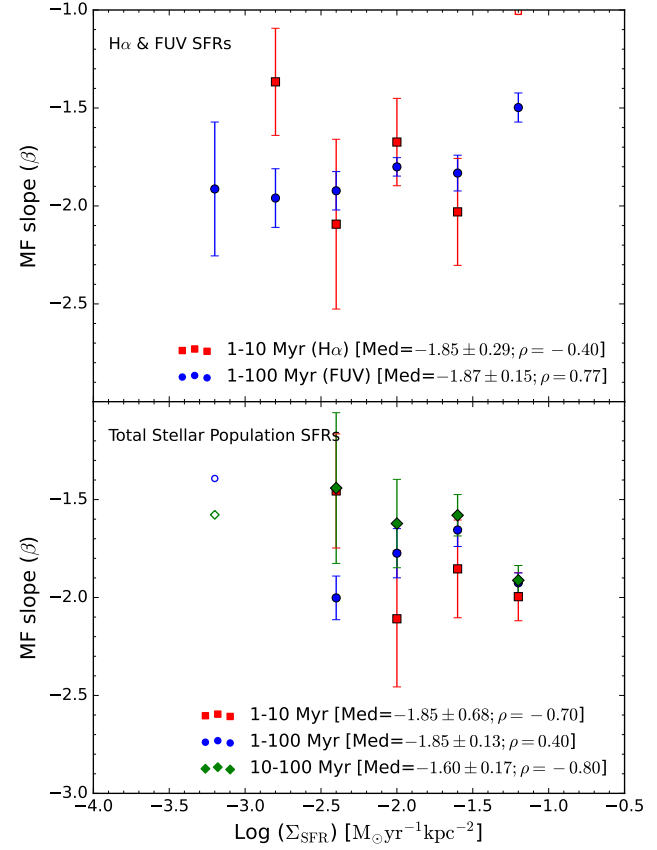 −1.0
Hα & FUV SFRs
−1.5
−2.0
−2.5
MF slope (β)
1-10 Myr (Hα) [Med=−1.85 ± 0.29; ρ = −0.40]
1-100 Myr (FUV) [Med=−1.87 ± 0.15; ρ = 0.77]
Total Stellar Population SFRs
−1.5
−2.0
−2.5
−3.0
MF slope (β)
1-10 Myr [Med=−1.85 ± 0.68; ρ = −0.70]
1-100 Myr [Med=−1.85 ± 0.13; ρ = 0.40]
10-100 Myr [Med=−1.60 ± 0.17; ρ = −0.80]
−4.0 −3.5 −3.0 −2.5 −2.0 −1.5 −1.0 −0.5
Log (Σ_SFR) [M_⊙yr⁻¹kpc⁻²]